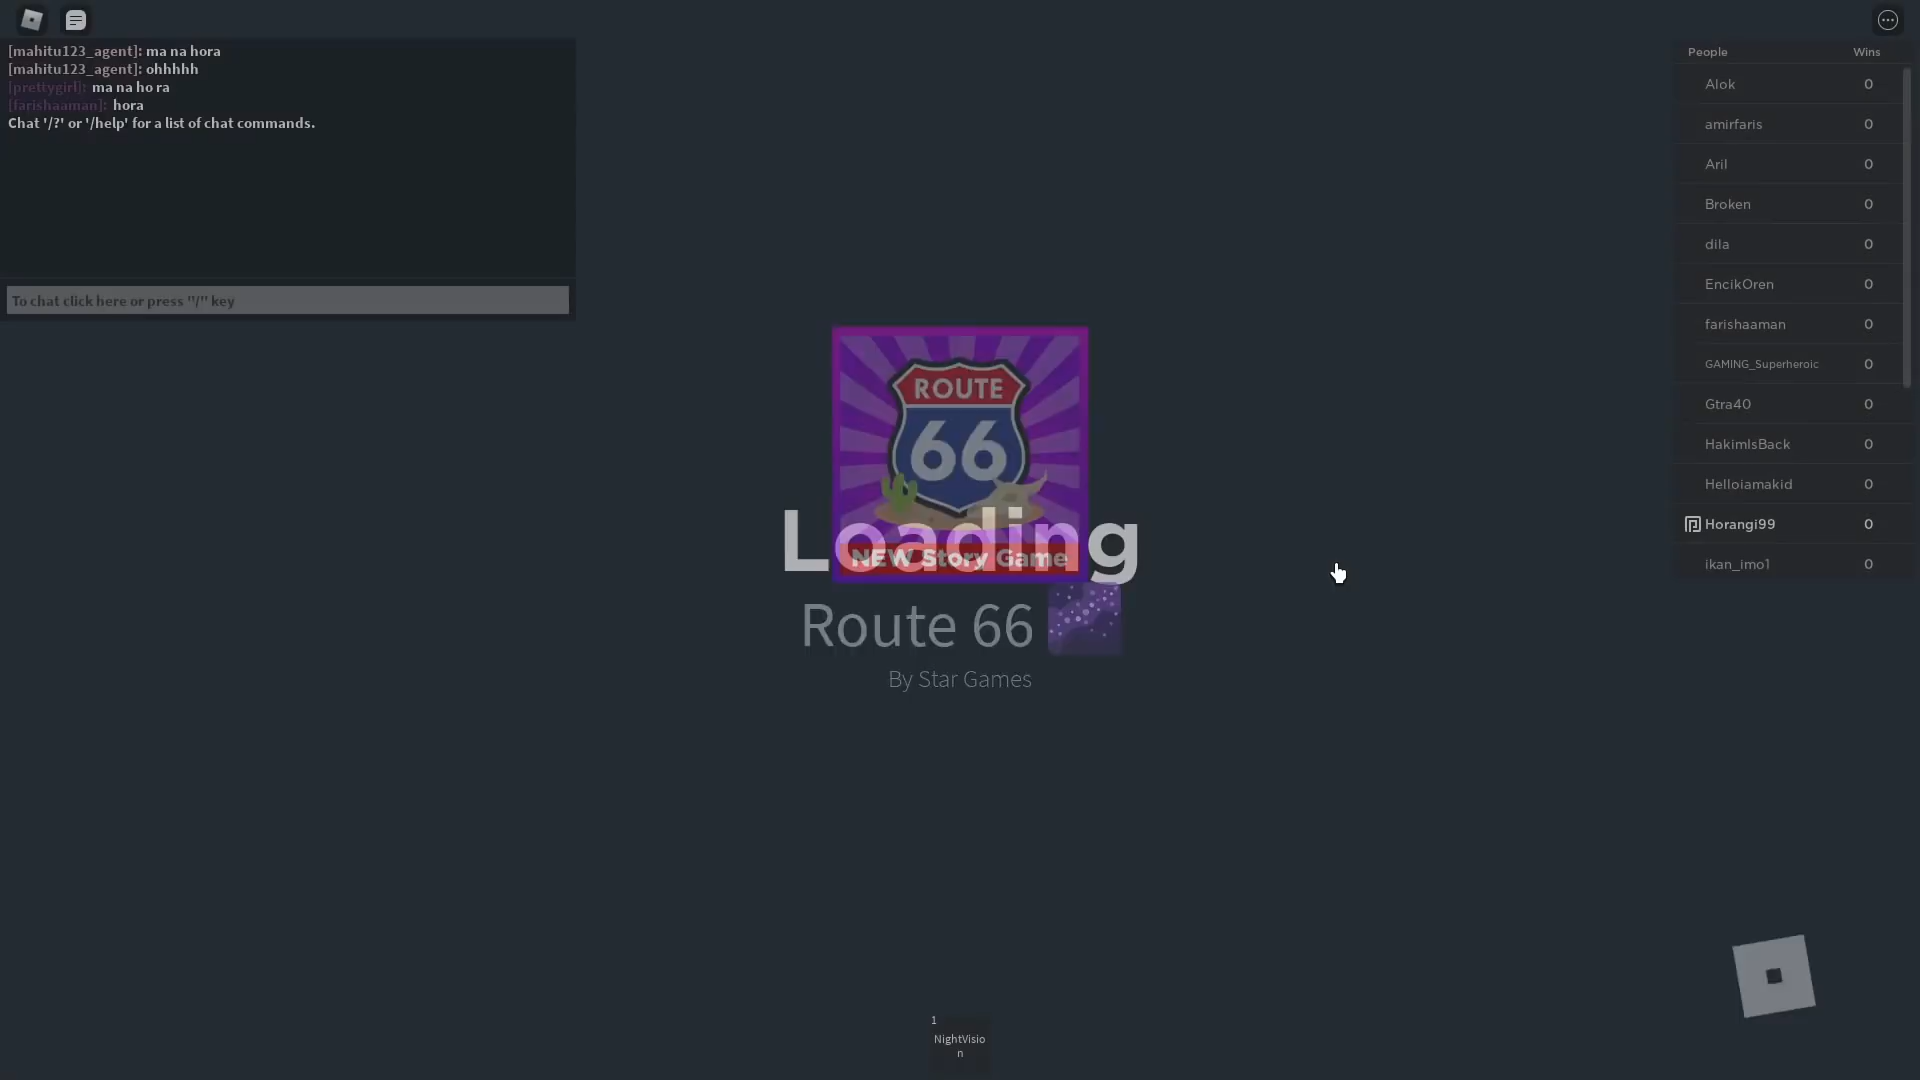 [mahitu123_agent]: ma na hora
[mahitu123_agent]: ohhhhh
[prettygirl]: ma na ho ra
[farishaaman]: hora
Chat '/?' or '/help' for a list of chat commands.
To chat click here or press "/" key
People Wins
Alok 0
amirfaris 0
Aril 0
Broken 0
dila 0
EncikOren 0
farishaaman 0
GAMING_Superheroic 0
Gtra40 0
HakimIsBack 0
Helloiamakid 0
Horangi99 0
ikan_imo1 0
ROUTE
66
Loading
NEW Story Game
Route 66
By Star Games
1
NightVisio
n